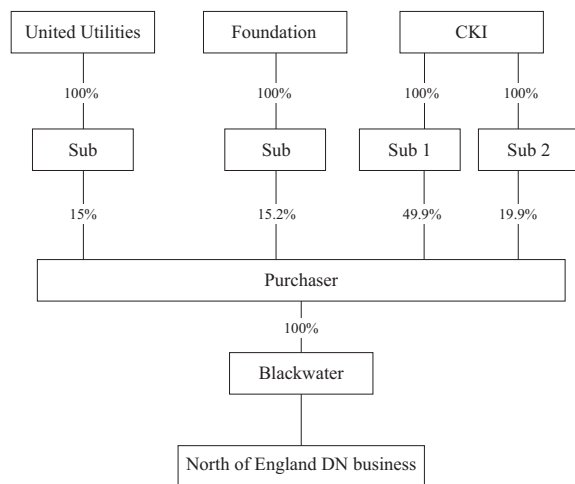 United Utilities
Foundation
CKI
100%
100%
100%
100%
Sub
Sub
Sub 1
Sub 2
15%
15.2%
49.9%
19.9%
Purchaser
100%
Blackwater
North of England DN business